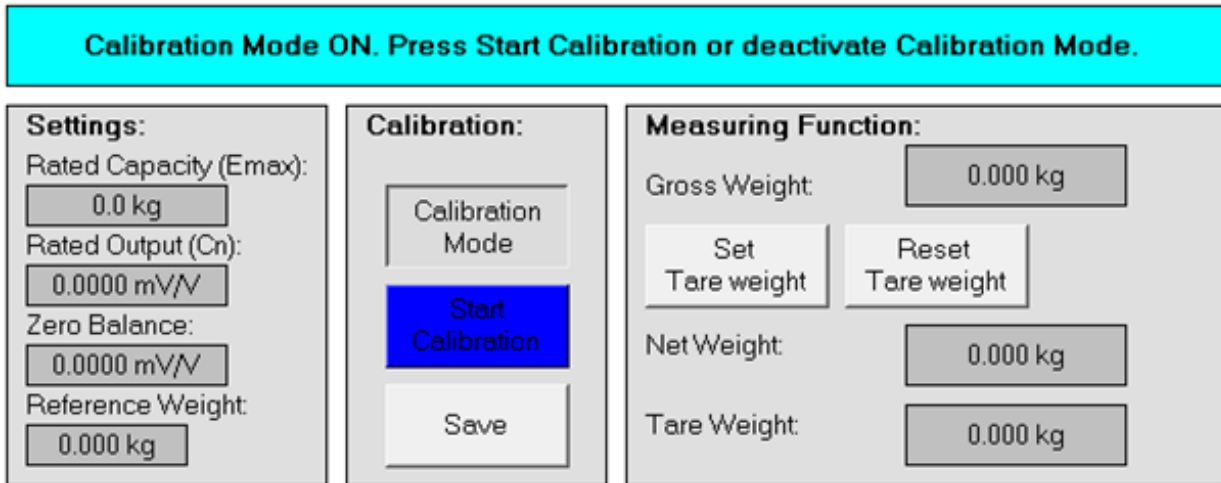 Calibration Mode ON. Press Start Calibration or deactivate Calibration Mode.
Settings:
Rated Capacity (Emax):
0.0 kg
Rated Output (Cn):
0.0000 mV/V
Zero Balance:
0.0000 mV/V
Reference Weight:
0.000 kg
Calibration:
Calibration
Mode
Start
Calibration
Save
Measuring Function:
Gross Weight:
0.000 kg
Set
Tare weight
Reset
Tare weight
Net Weight:
0.000 kg
Tare Weight:
0.000 kg